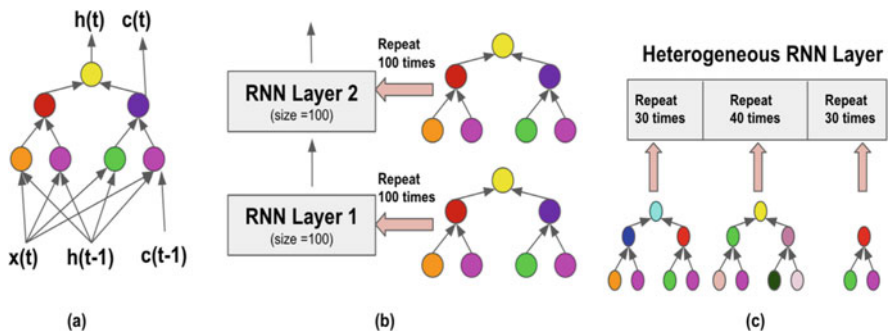 h(t) c(t)
x(t) h(t-1) c(t-1)
(a)
RNN Layer 2
(size =100)
Repeat
100 times
RNN Layer 1
(size =100)
Repeat
100 times
(b)
Heterogeneous RNN Layer
Repeat
30 times
Repeat
40 times
Repeat
30 times
(c)